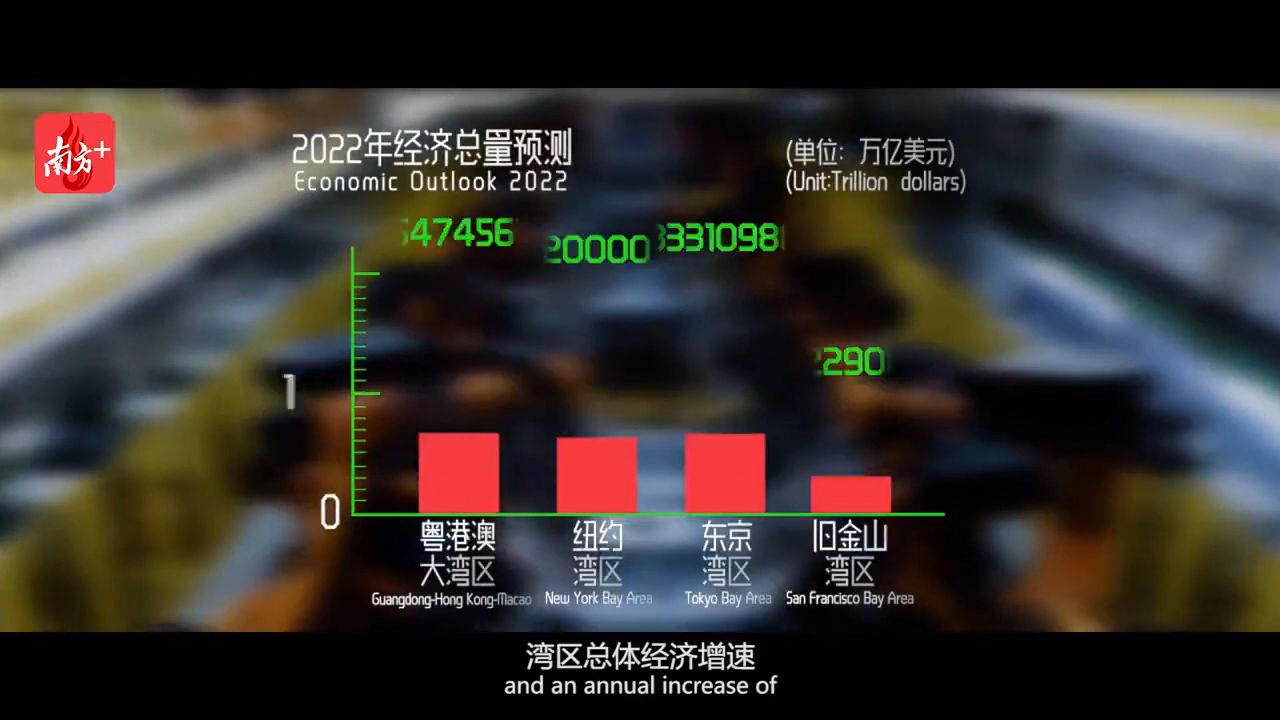 南方+
2022年经济总量预测
Economic Outlook 2022
(单位: 万亿美元)
(Unit:Trillion dollars)
47456
20000
331098
290
1
0
粤港澳
大湾区
Guangdong-Hong Kong-Macao
纽约
湾区
New York Bay Area
东京
湾区
Tokyo Bay Area
旧金山
湾区
San Francisco Bay Area
湾区总体经济增速
and an annual increase of